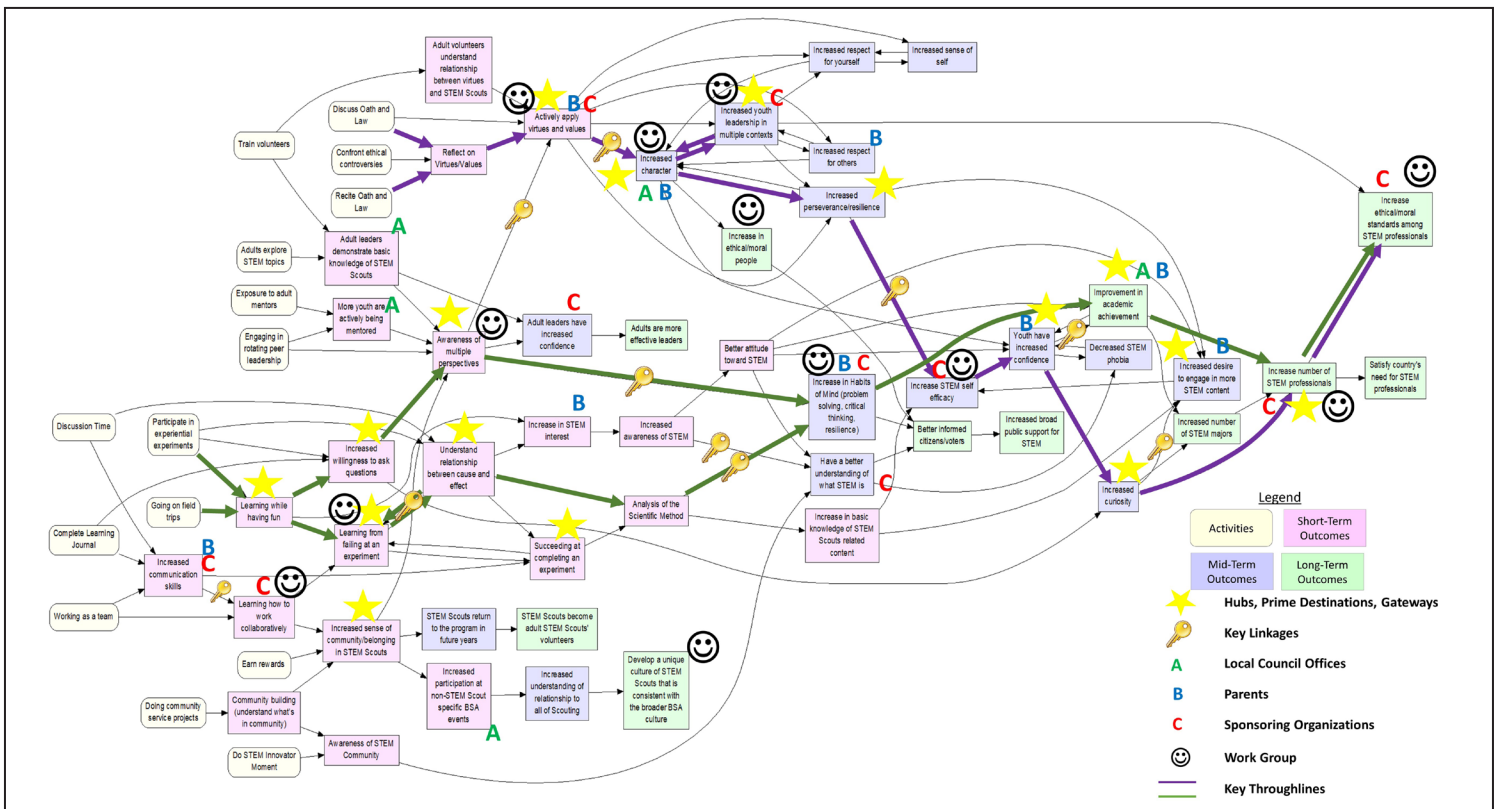 Adult volunteers
understand
relationship
between virtues
and STEM Scouts
Increased respect
for yourself
Increased sense of
self
B
C
C
Discuss Oath and
Law
Actively apply
virtues and values
Increased youth
leadership in
multiple contexts
Train volunteers
Confront ethical
controversies
Reflect on
Virtues/Values
Increased
character
Increased respect
for others
B
A
B
Recite Oath and
Law
Increased
perseverance/resilience
C
Increase
ethical/moral
standards among
STEM professionals
A
Adults explore
STEM topics
Adult leaders
demonstrate basic
knowledge of STEM
Scouts
Increase in
ethical/moral
people
A
B
Exposure to adult
mentors
More youth are
actively being
mentored
A
C
Improvement in
academic
achievement
Engaging in
rotating peer
leadership
Awareness of
multiple
perspectives
Adult leaders have
increased
confidence
Adults are more
effective leaders
Better attitude
toward STEM
B
Youth have
increased
confidence
Decreased STEM
phobia
B
Increased desire
to engage in more
STEM content
Increase number of
STEM professionals
C
Satisfy country's
need for STEM
professionals
B
C
Increase in Habits
of Mind (problem
solving, critical
thinking,
resilience)
C
Increase STEM self
efficacy
Discussion Time
Participate in
experiential
experiments
Increased
willingness to ask
questions
Understand
relationship
between cause and
effect
B
Increase in STEM
interest
Increased
awareness of STEM
Better informed
citizens/voters
Increased broad
public support for
STEM
Increased number
of STEM majors
Have a better
understanding of
what STEM is
C
Increased
curiosity
Going on field
trips
Learning while
having fun
Learning from
failing at an
experiment
Analysis of the
Scientific Method
Increase in basic
knowledge of STEM
Scouts related
content
Complete Learning
Journal
B
C
Increased
communication
skills
Succeeding at
completing an
experiment
C
Working as a team
Learning how to
work
collaboratively
Increased sense of
community/belonging
in STEM Scouts
STEM Scouts return
to the program in
future years
STEM Scouts become
adult STEM Scouts'
volunteers
Earn rewards
Increased
participation at
non-STEM Scout
specific BSA
events
A
Increased
understanding of
relationship to
all of Scouting
Develop a unique
culture of STEM
Scouts that is
consistent with
the broader BSA
culture
Doing community
service projects
Community building
(understand what's
in community)
Do STEM Innovator
Moment
Awareness of STEM
Community
Legend
Activities
Short-Term
Outcomes
Mid-Term
Outcomes
Long-Term
Outcomes
Hubs, Prime Destinations, Gateways
Key Linkages
A Local Council Offices
B Parents
C Sponsoring Organizations
Work Group
Key Throughlines